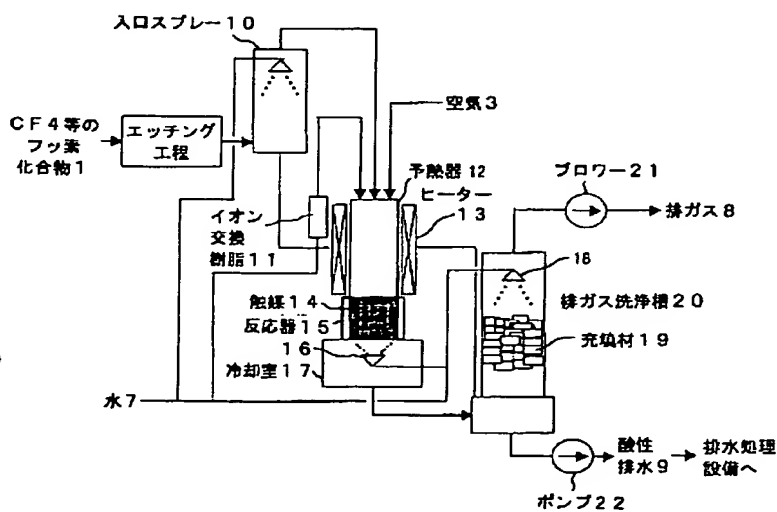 入口スプレー10
空気3
CF4等の
フッ素
化合物1
エッチング
工程
予熱器12
ヒーター
13
ブロワー21
排ガス8
イオン
交換
樹脂11
18
触媒14
反応器15
排ガス洗浄槽20
16
充填材19
冷却室17
水7
酸性
排水9
排水処理
設備へ
ポンプ22